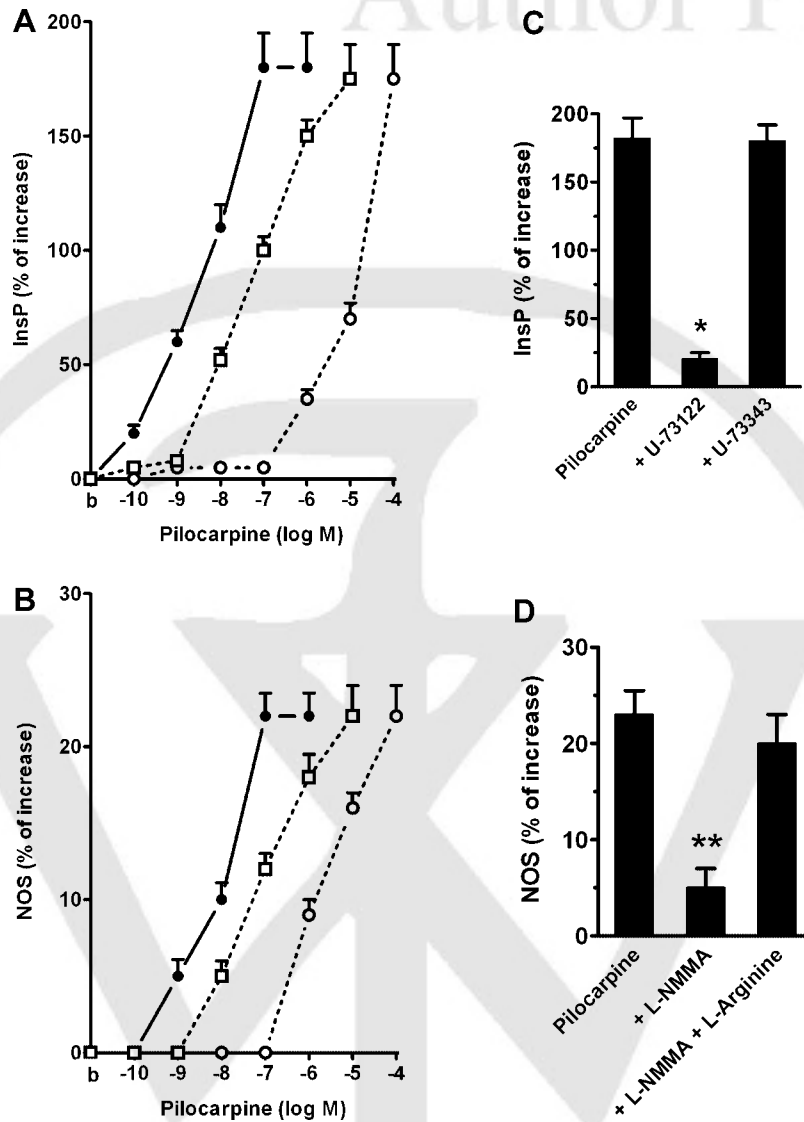 Author F
A
200
150
100
50
0
InsP (% of increase)
b -10 -9 -8 -7 -6 -5 -4
Pilocarpine (log M)
C
200
150
100
50
0
InsP (% of increase)
*
Pilocarpine
+ U-73122
+ U-73343
B
30
20
10
0
NOS (% of increase)
b -10 -9 -8 -7 -6 -5 -4
Pilocarpine (log M)
D
30
20
10
0
NOS (% of increase)
**
Pilocarpine
+ L-NMMA
+ L-NMMA + L-Arginine